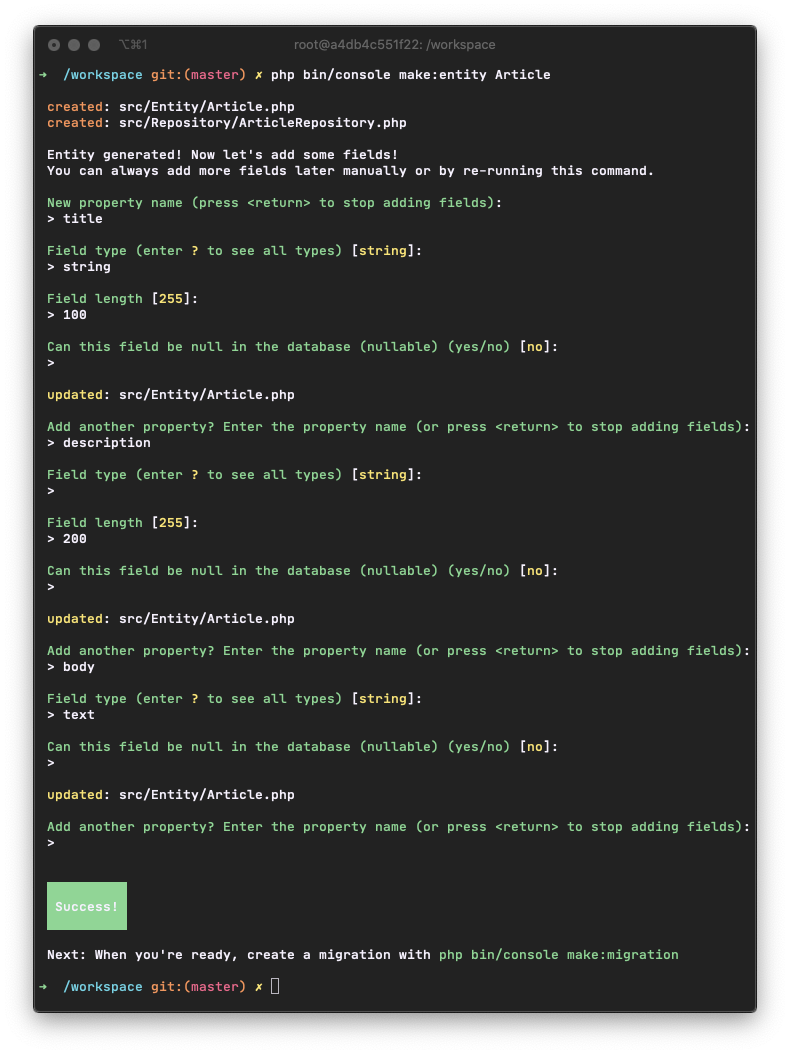 ⌥⌘1 root@a4db4c551f22: /workspace
➜ /workspace git:(master) ✗ php bin/console make:entity Article
created: src/Entity/Article.php
created: src/Repository/ArticleRepository.php
Entity generated! Now let's add some fields!
You can always add more fields later manually or by re-running this command.
New property name (press <return> to stop adding fields):
> title
Field type (enter ? to see all types) [string]:
> string
Field length [255]:
> 100
Can this field be null in the database (nullable) (yes/no) [no]:
>
updated: src/Entity/Article.php
Add another property? Enter the property name (or press <return> to stop adding fields):
> description
Field type (enter ? to see all types) [string]:
>
Field length [255]:
> 200
Can this field be null in the database (nullable) (yes/no) [no]:
>
updated: src/Entity/Article.php
Add another property? Enter the property name (or press <return> to stop adding fields):
> body
Field type (enter ? to see all types) [string]:
> text
Can this field be null in the database (nullable) (yes/no) [no]:
>
updated: src/Entity/Article.php
Add another property? Enter the property name (or press <return> to stop adding fields):
>
Success!
Next: When you're ready, create a migration with php bin/console make:migration
➜ /workspace git:(master) ✗